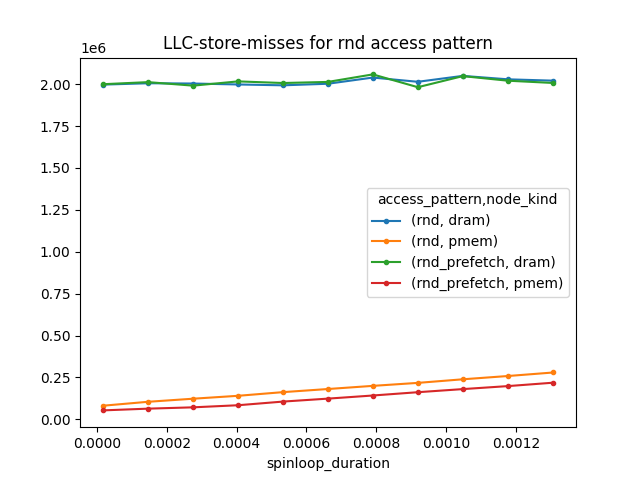 LLC-store-misses for rnd access pattern
1e6
2.00
1.75
1.50
1.25
1.00
0.75
0.50
0.25
0.00
access_pattern,node_kind
(rnd, dram)
(rnd, pmem)
(rnd_prefetch, dram)
(rnd_prefetch, pmem)
0.0000 0.0002 0.0004 0.0006 0.0008 0.0010 0.0012
spinloop_duration